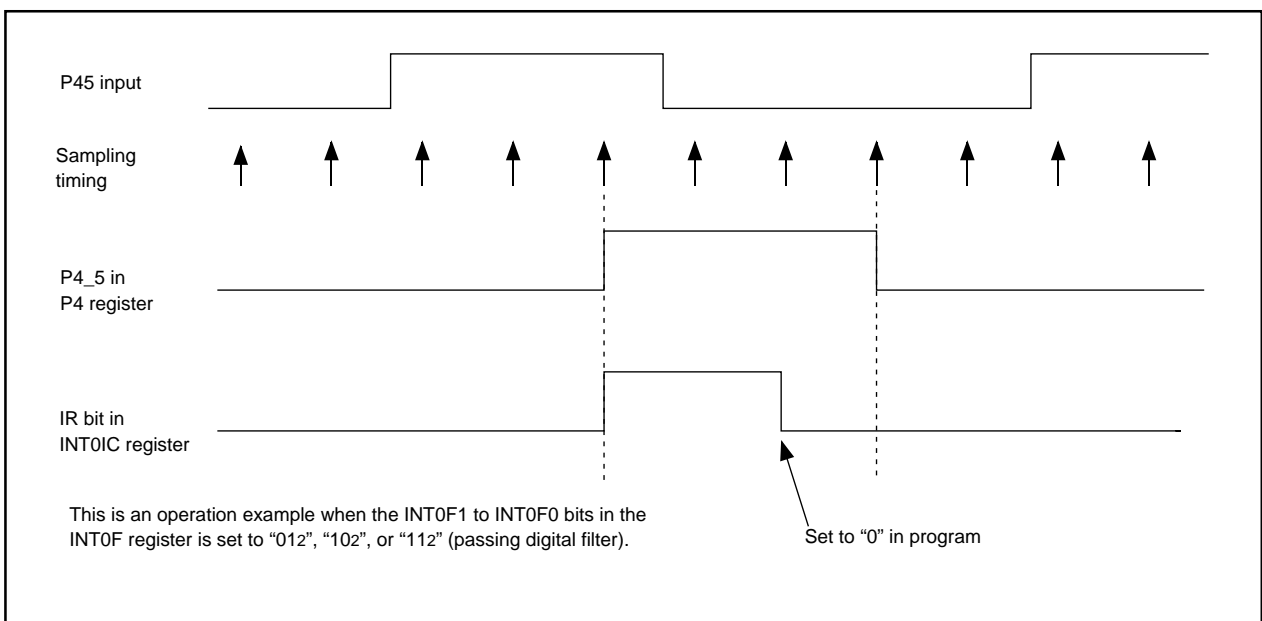 P45 input
Sampling
timing
P4_5 in
P4 register
IR bit in
INT0IC register
This is an operation example when the INT0F1 to INT0F0 bits in the
INT0F register is set to “012”, “102”, or “112” (passing digital filter).
Set to “0” in program